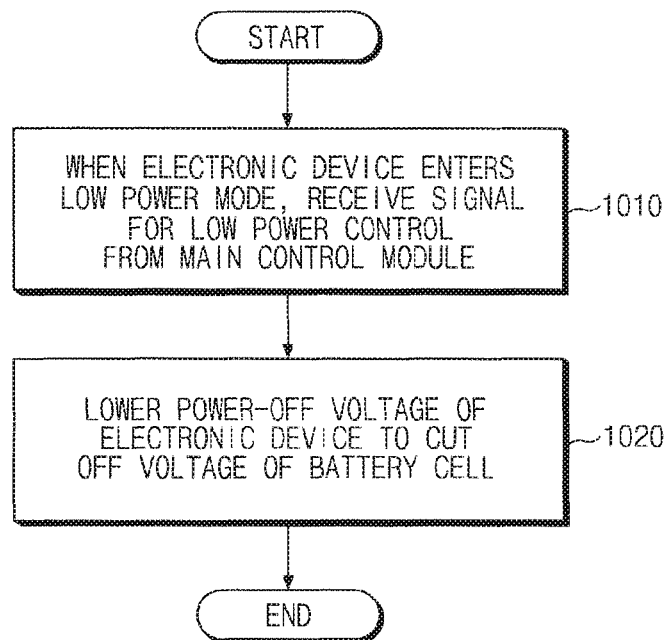 START
WHEN ELECTRONIC DEVICE ENTERS
LOW POWER MODE, RECEIVE SIGNAL
FOR LOW POWER CONTROL
FROM MAIN CONTROL MODULE
1010
LOWER POWER-OFF VOLTAGE OF
ELECTRONIC DEVICE TO CUT
OFF VOLTAGE OF BATTERY CELL
1020
END